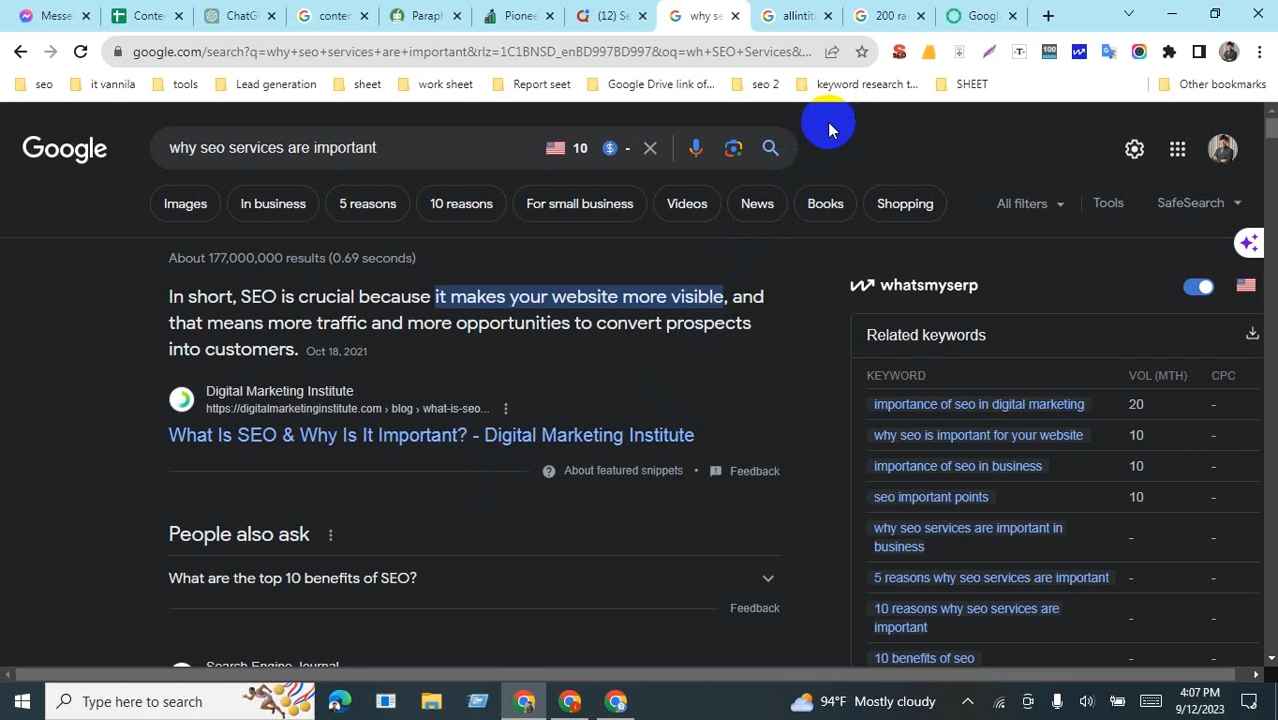 Messe
Conten
ChatG
conter
Paraph
Pionee
(12) Se
why se
allintitl
200 ra
Google
google.com/search?q=why+seo+services+are+important&rlz=1C1BNSD_enBD997BD997&oq=wh+SEO+Services&...
100
seo
it vannila
tools
Lead generation
sheet
work sheet
Report seet
Google Drive link of...
seo 2
keyword research t...
SHEET
Other bookmarks
Google
why seo services are important
10
-
Images
In business
5 reasons
10 reasons
For small business
Videos
News
Books
Shopping
All filters
Tools
SafeSearch
About 177,000,000 results (0.69 seconds)
In short, SEO is crucial because it makes your website more visible, and
that means more traffic and more opportunities to convert prospects
into customers. Oct 18, 2021
Digital Marketing Institute
https://digitalmarketinginstitute.com › blog › what-is-seo...
What Is SEO & Why Is It Important? - Digital Marketing Institute
About featured snippets • Feedback
People also ask
What are the top 10 benefits of SEO?
Feedback
Search Engine Journal
whatsmyserp
Related keywords
KEYWORD VOL (MTH) CPC
importance of seo in digital marketing 20 -
why seo is important for your website 10 -
importance of seo in business 10 -
seo important points 10 -
why seo services are important in
business - -
5 reasons why seo services are important - -
10 reasons why seo services are
important - -
10 benefits of seo - -
Type here to search
94°F Mostly cloudy
4:07 PM
9/12/2023